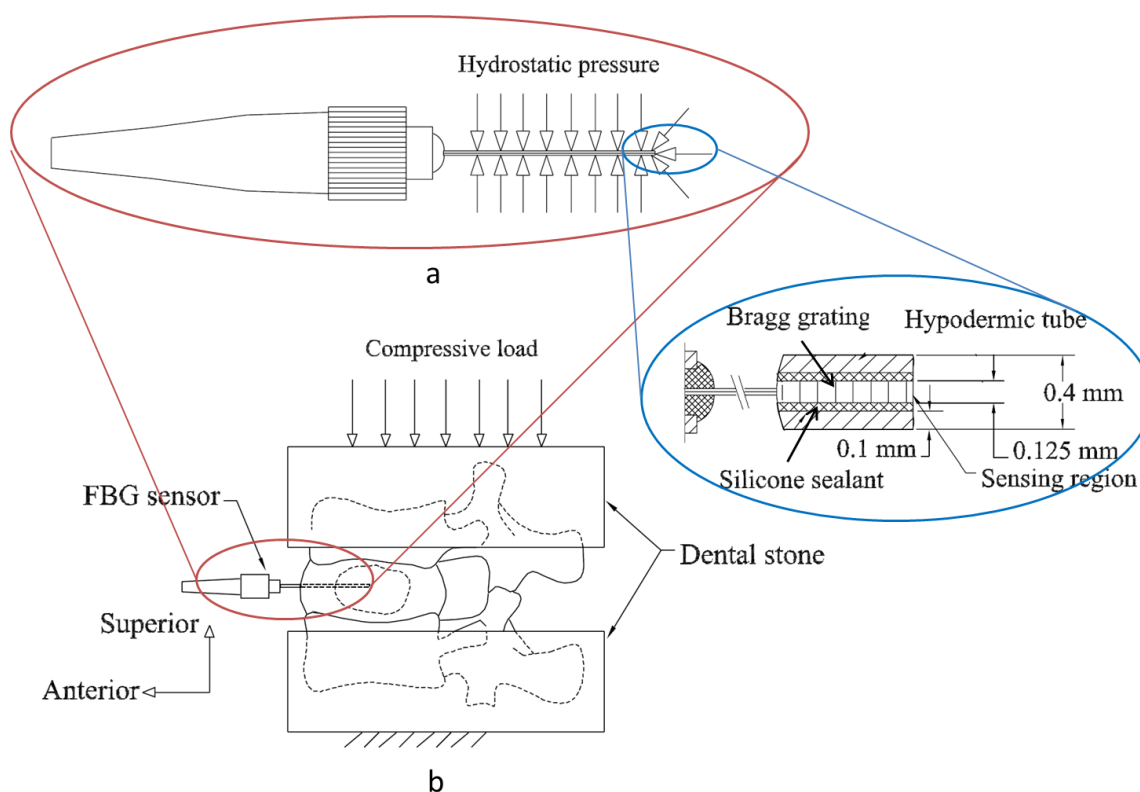 Hydrostatic pressure
a
Bragg grating
Hypodermic tube
0.4 mm
0.1 mm
0.125 mm
Silicone sealant
Sensing region
Compressive load
FBG sensor
Dental stone
Superior
Anterior
b